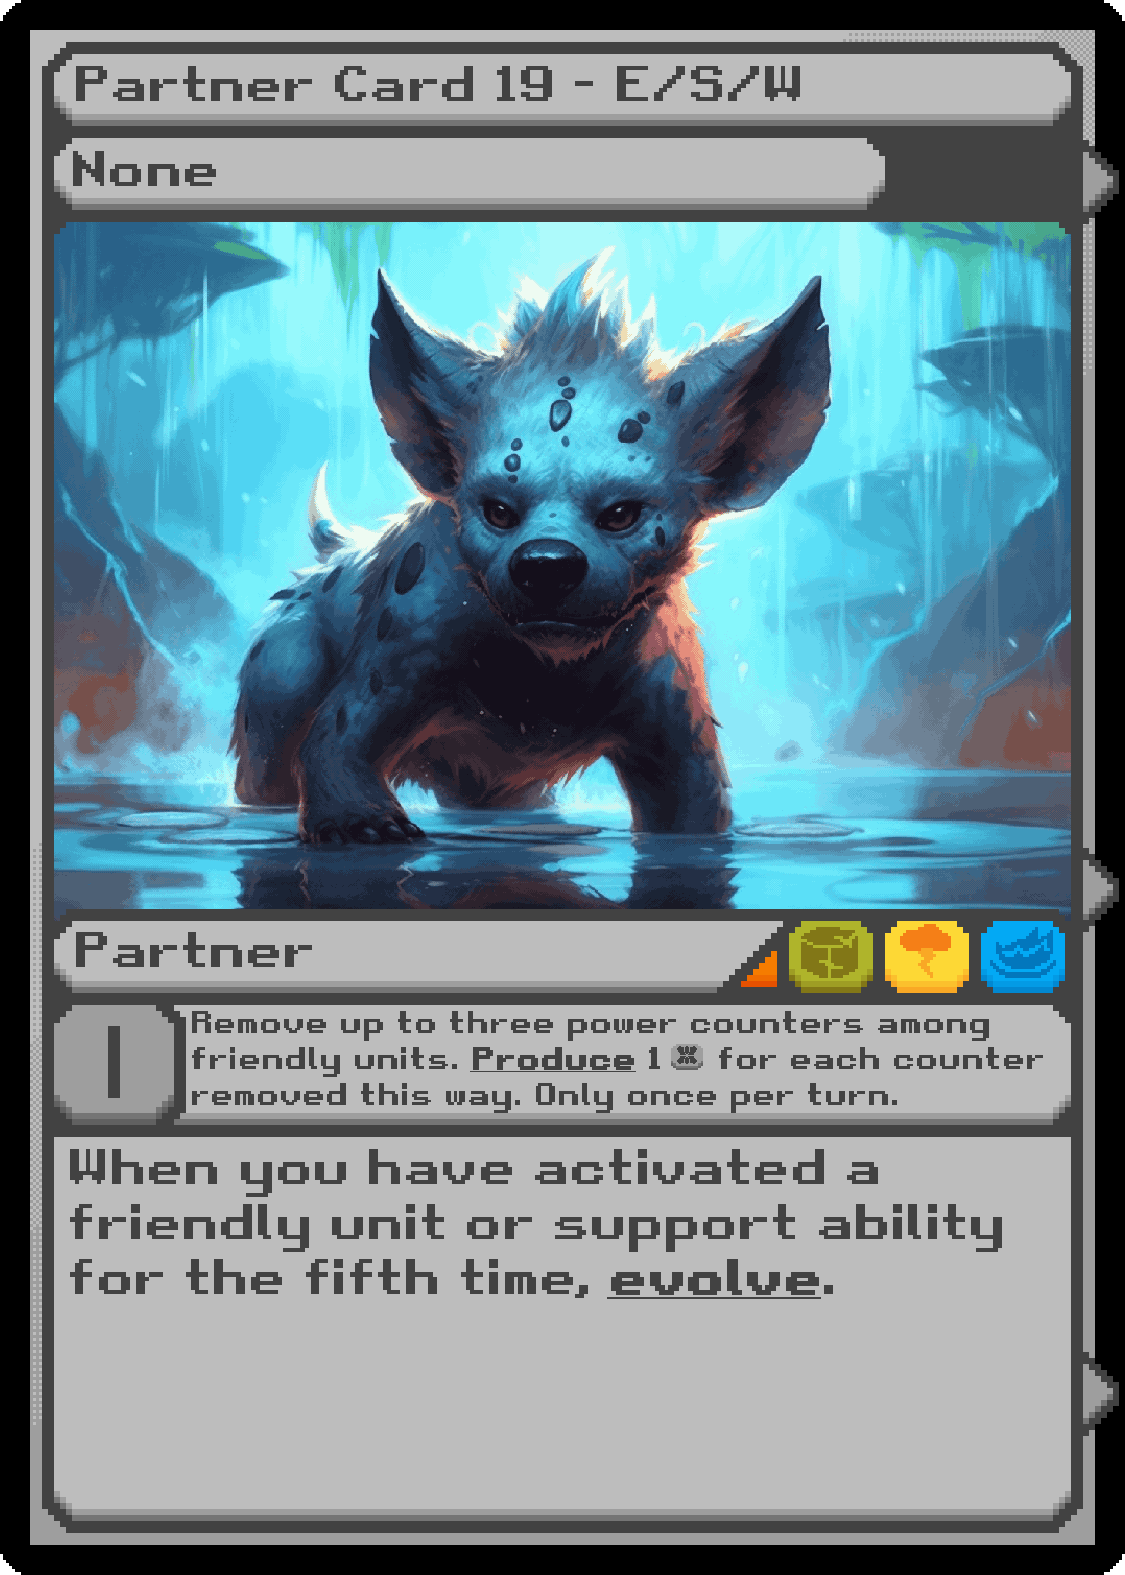 Partner Card 19 - E/S/W
None
Partner
I
Remove up to three power counters among
friendly units. Produce 1 for each counter
removed this way. Only once per turn.
When you have activated a
friendly unit or support ability
for the fifth time, evolve.